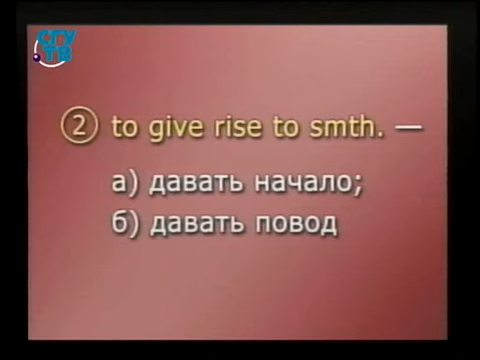 СГУ
ТВ
2 to give rise to smth. —
а) давать начало;
б) давать повод